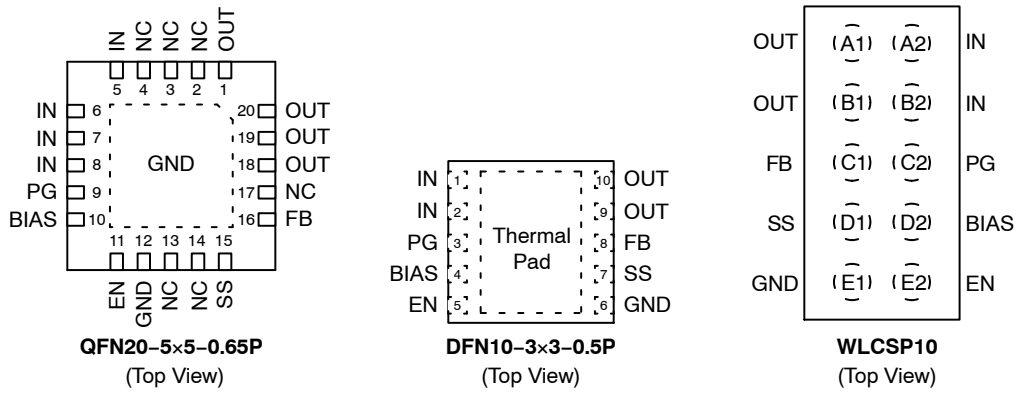 IN NC NC NC OUT
5 4 3 2 1
IN 6 20 OUT
IN 7 19 OUT
IN 8 GND 18 OUT
PG 9 17 NC
BIAS 10 16 FB
11 12 13 14 15
EN GND NC NC SS
QFN20−5×5−0.65P
(Top View)
IN 1 10 OUT
IN 2 9 OUT
PG 3 Thermal 8 FB
BIAS 4 Pad 7 SS
EN 5 6 GND
DFN10−3×3−0.5P
(Top View)
OUT A1 A2 IN
OUT B1 B2 IN
FB C1 C2 PG
SS D1 D2 BIAS
GND E1 E2 EN
WLCSP10
(Top View)